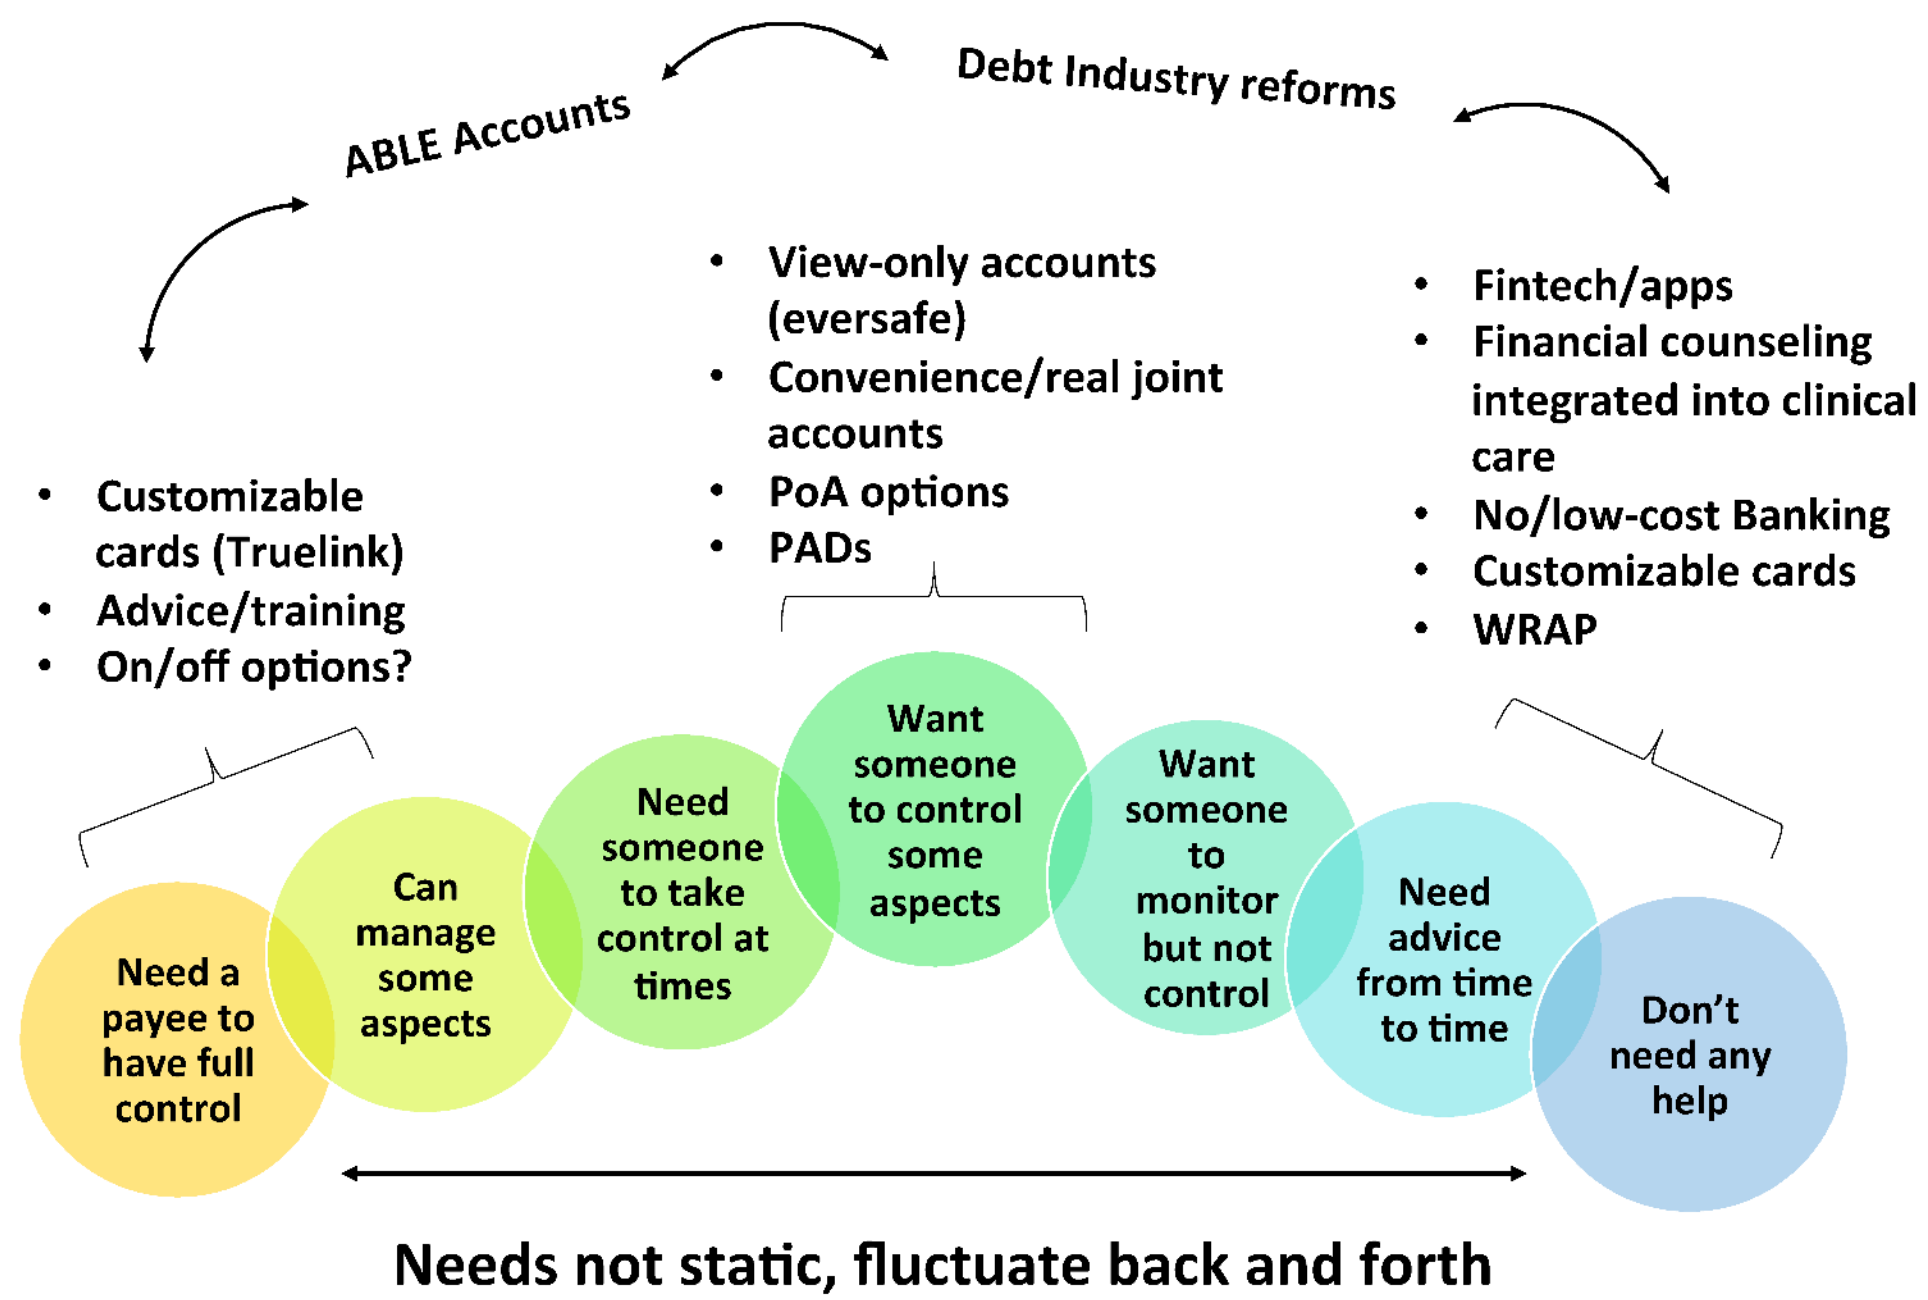 ABLE Accounts
Debt Industry reforms
• Customizable
cards (Truelink)
• Advice/training
• On/off options?
• View-only accounts
(eversafe)
• Convenience/real joint
accounts
• PoA options
• PADs
• Fintech/apps
• Financial counseling
integrated into clinical
care
• No/low-cost Banking
• Customizable cards
• WRAP
Need a
payee to
have full
control
Can
manage
some
aspects
Need
someone
to take
control at
times
Want
someone
to control
some
aspects
Want
someone
to
monitor
but not
control
Need
advice
from time
to time
Don’t
need any
help
Needs not static, fluctuate back and forth